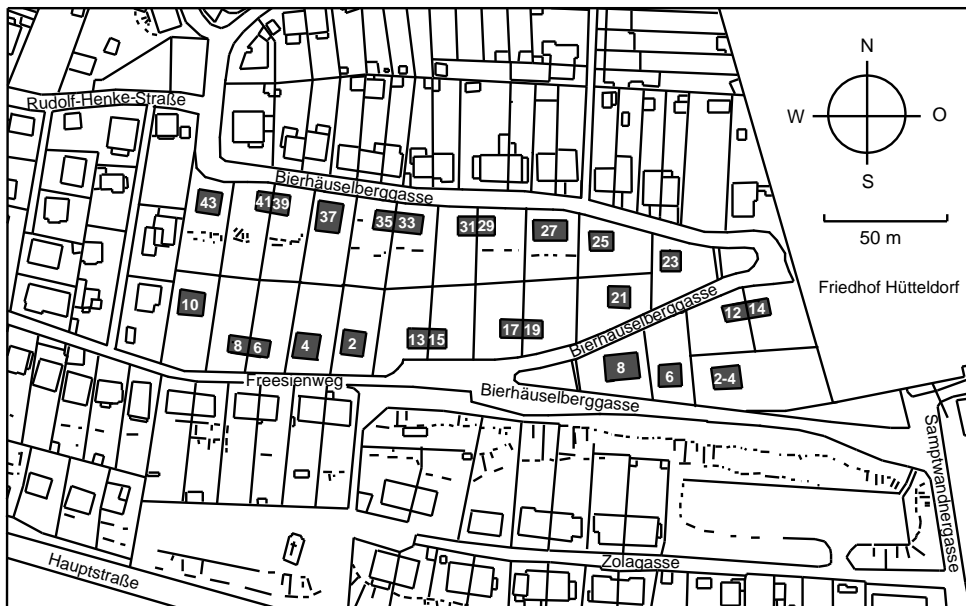 N
W O
S
50 m
Friedhof Hütteldorf
Rudolf-Henke-Straße
Bierhäuselberggasse
43 41 39 37 35 33 31 29 27 25 23
10 8 6 4 2 13 15 17 19 21 12 14
Bierhäuselberggasse
8 6 2-4
Freesienweg
Bierhäuselberggasse
Samptwandnergasse
Zolagasse
Hauptstraße